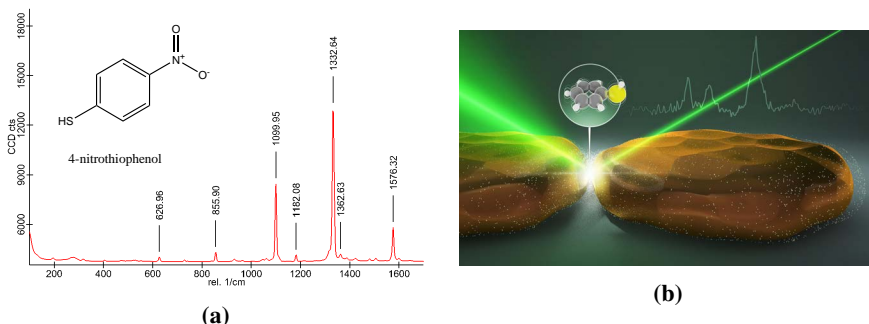 18000
15000
12000
9000
6000
CCD cts
O
N+
O-
HS
4-nitrothiophenol
626.96
855.90
1099.95
1182.08
1332.64
1362.63
1576.32
200 400 600 800 1000 1200 1400 1600
rel. 1/cm
(a)
(b)